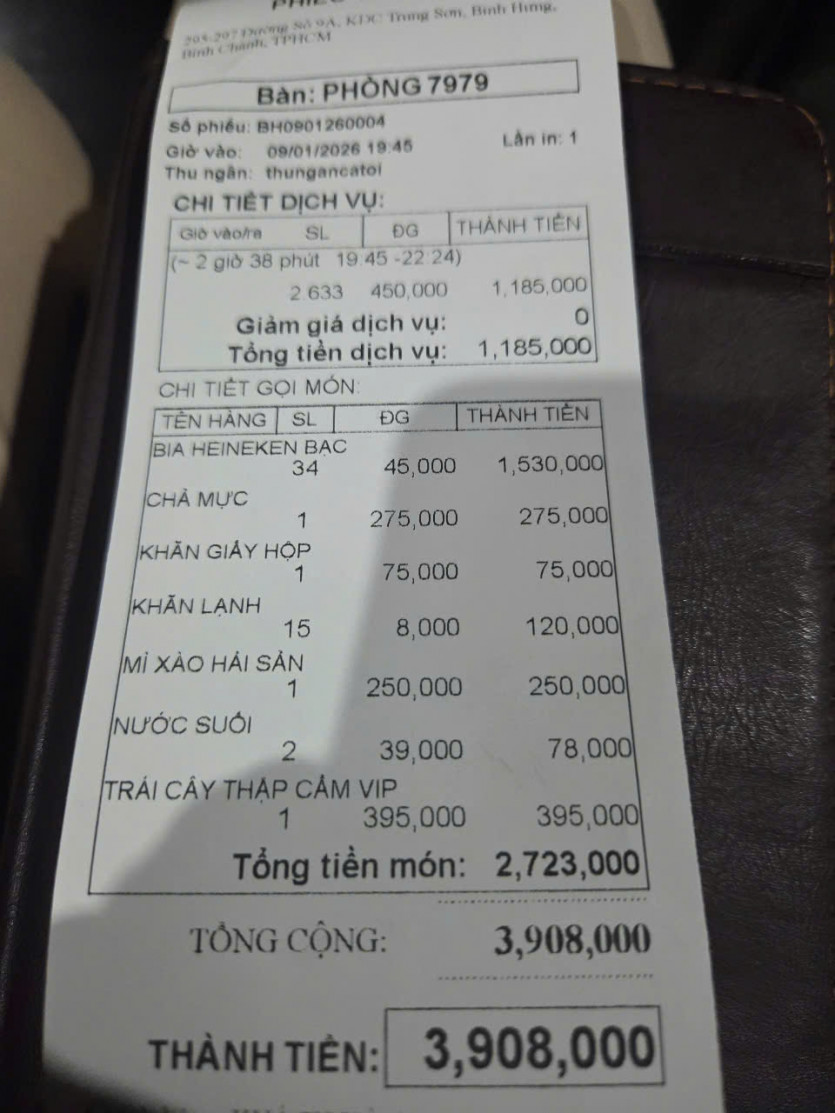 295-297 Đường Số 9A, KDC Trung Sơn, Bình Hưng,
Bình Chánh, TPHCM
Bàn: PHÒNG 7979
Số phiếu: BH0901260004
Giờ vào: 09/01/2026 19:45 Lần in: 1
Thu ngân: thungancatoi
CHI TIẾT DỊCH VỤ:
Giờ vào/ra SL ĐG THÀNH TIỀN
(~ 2 giờ 38 phút 19:45 -22:24)
2.633 450,000 1,185,000
Giảm giá dịch vụ: 0
Tổng tiền dịch vụ: 1,185,000
CHI TIẾT GỌI MÓN:
TÊN HÀNG SL ĐG THÀNH TIỀN
BIA HEINEKEN BẠC
34 45,000 1,530,000
CHẢ MỰC
1 275,000 275,000
KHĂN GIẤY HỘP
1 75,000 75,000
KHĂN LẠNH
15 8,000 120,000
MÌ XÀO HẢI SẢN
1 250,000 250,000
NƯỚC SUỐI
2 39,000 78,000
TRÁI CÂY THẬP CẨM VIP
1 395,000 395,000
Tổng tiền món: 2,723,000
TỔNG CỘNG: 3,908,000
THÀNH TIỀN: 3,908,000